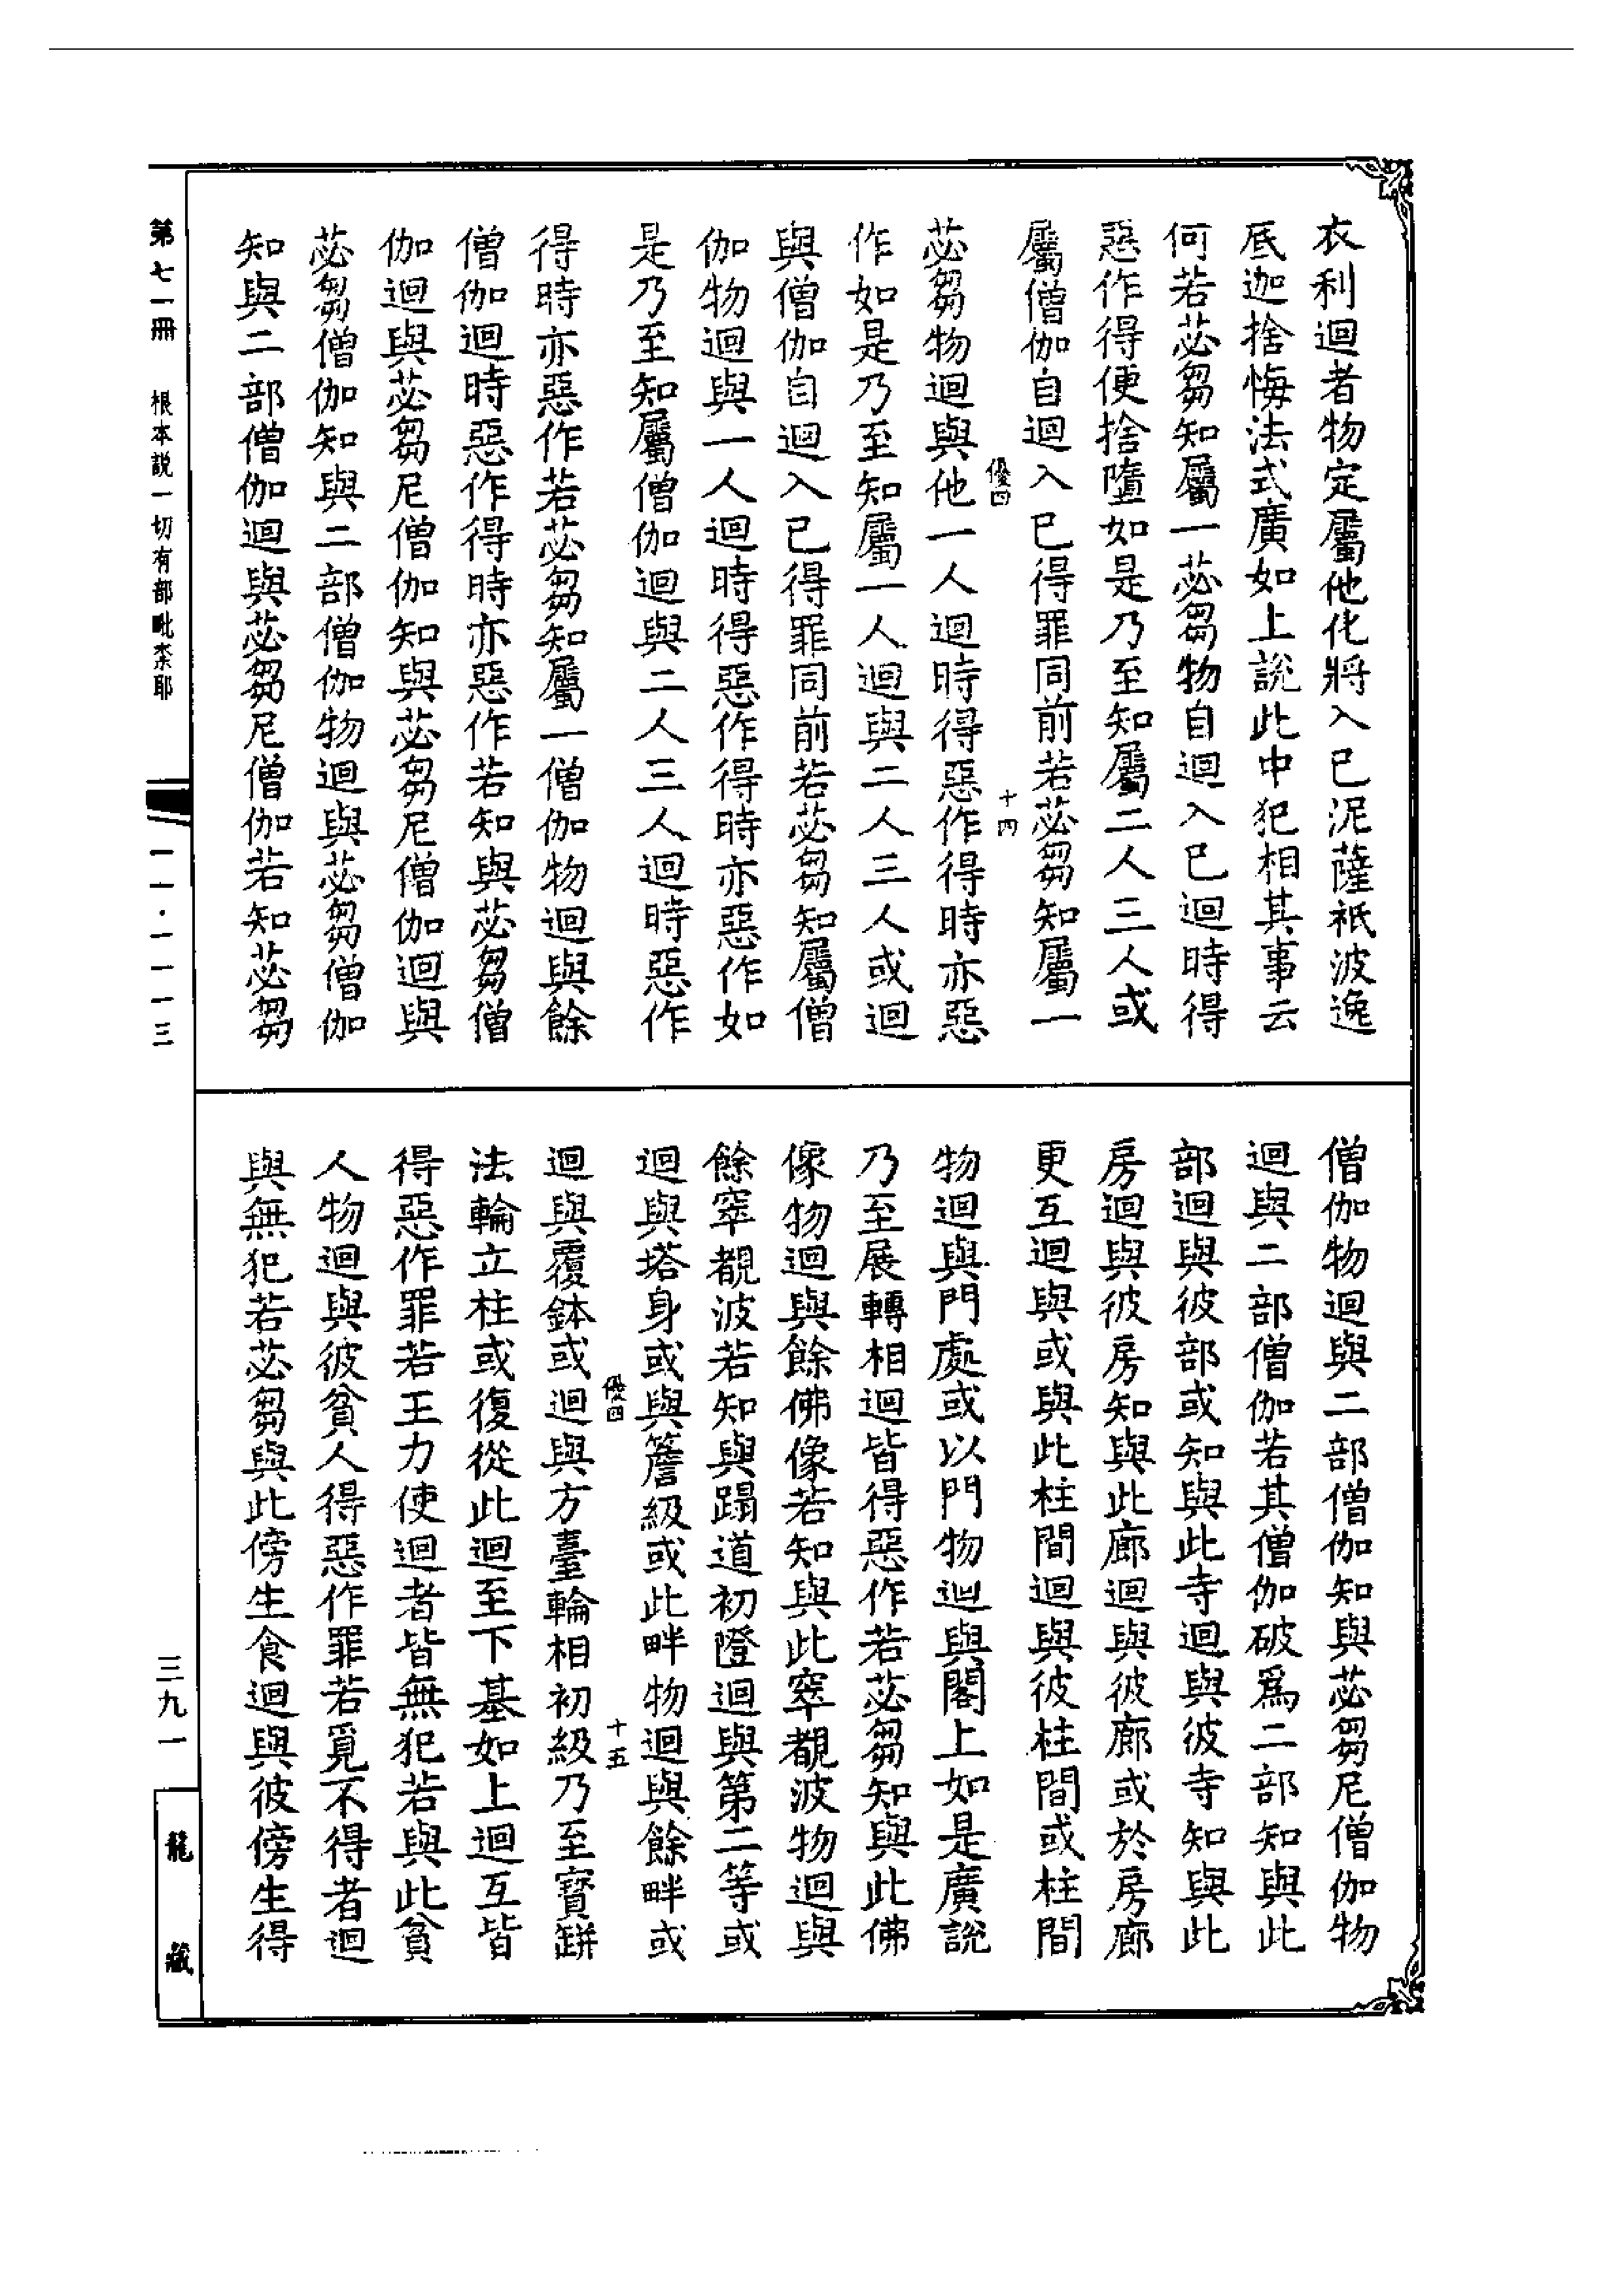 衣利迴者物定屬他化將入已泥薩祇波逸
底迦捨悔法式廣如上說此中犯相其事云
何若苾芻知屬一苾芻物自迴入已迴時得
惡作得便捨墮如是乃至知屬二人三人或
屬僧伽自迴入已得罪同前若苾芻知屬一
優四
十四
苾芻物迴與他一人迴時得惡作得時亦惡
作如是乃至知屬一人迴與二人三人或迴
與僧伽自迴入已得罪同前若苾芻知屬僧
伽物迴與一人迴時得惡作得時亦惡作如
是乃至知屬僧伽迴與二人三人迴時惡作
得時亦惡作若苾芻知屬一僧伽物迴與餘
僧伽迴時惡作得時亦惡作若知與苾芻僧
伽迴與苾芻尼僧伽知與苾芻尼僧伽迴與
苾芻僧伽知與二部僧伽物迴與苾芻僧伽
知與二部僧伽迴與苾芻尼僧伽若知苾芻
僧伽物迴與二部僧伽知與苾芻尼僧伽物
迴與二部僧伽若其僧伽破爲二部知與此
部迴與彼部或知與此寺迴與彼寺知與此
房迴與彼房知與此廊迴與彼廊或於房廊
更互迴與或與此柱間迴與彼柱間或柱間
物迴與門處或以門物迴與閣上如是廣說
乃至展轉相迴皆得惡作若苾芻知與此佛
像物迴與餘佛像若知與此窣覩波物迴與
餘窣覩波若知與蹋道初隥迴與第二等或
迴與塔身或與簷級或此畔物迴與餘畔或
優四
十五
迴與覆鉢或迴與方臺輪相初級乃至寶缾
法輪立柱或復從此迴至下基如上迴互皆
得惡作罪若王力使迴者皆無犯若與此貧
人物迴與彼貧人得惡作罪若覓不得者迴
與無犯若苾芻與此傍生食迴與彼傍生得
第七一冊 根本說一切有部毗奈耶
一一·一一一三
三九一
龍藏